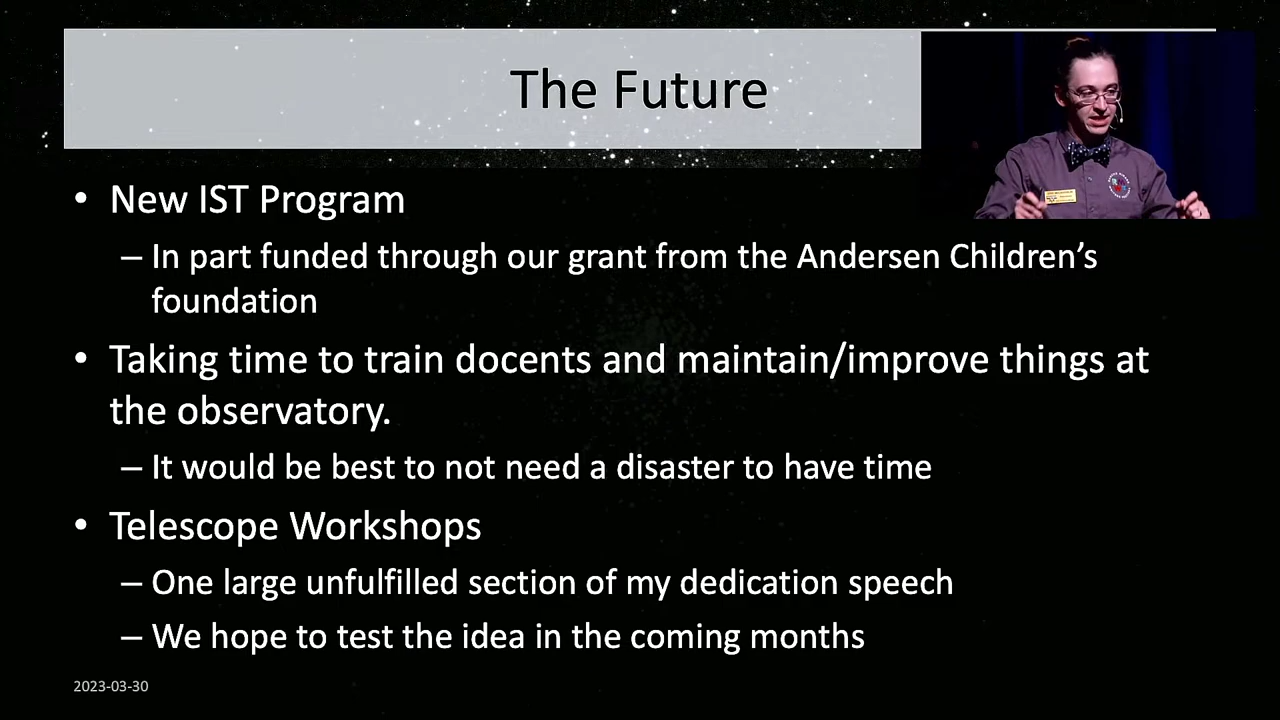 The Future
• New IST Program
– In part funded through our grant from the Andersen Children’s
foundation
• Taking time to train docents and maintain/improve things at
the observatory.
– It would be best to not need a disaster to have time
• Telescope Workshops
– One large unfulfilled section of my dedication speech
– We hope to test the idea in the coming months
2023-03-30